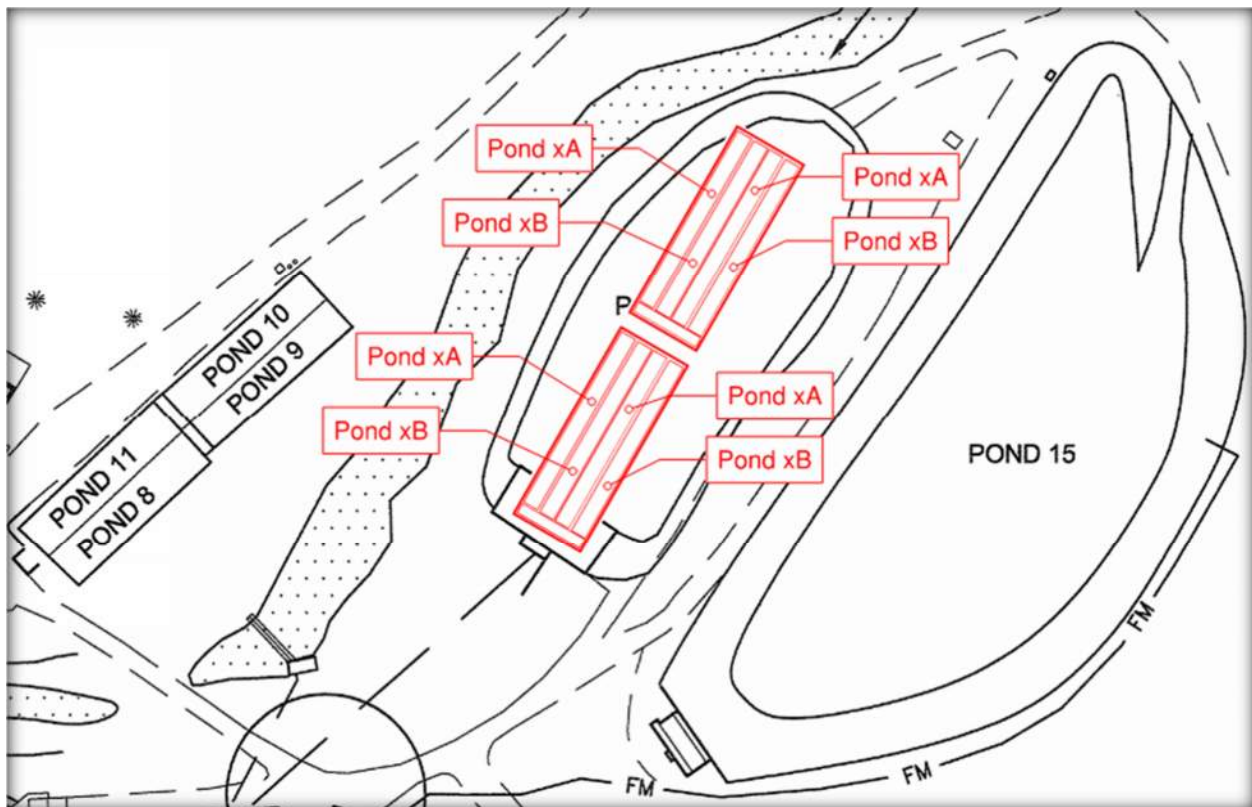 Pond xA
Pond xA
Pond xB
Pond xB
P
POND 10
POND 9
Pond xA
Pond xA
Pond xB
Pond xB
POND 11
POND 8
POND 15
FM
FM
FM